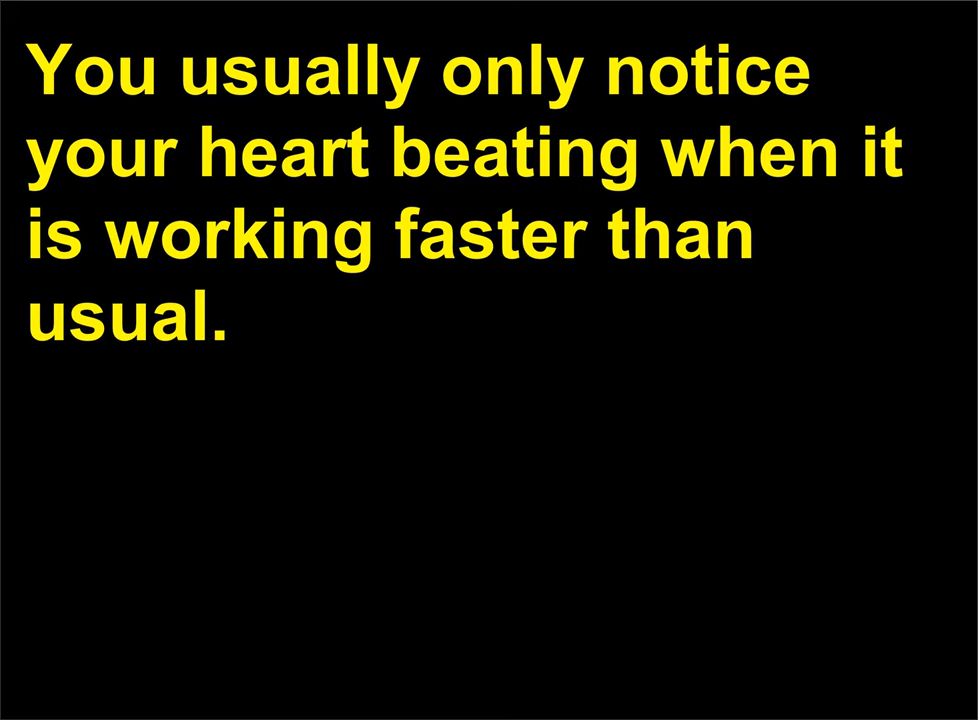 You usually only notice
your heart beating when it
is working faster than
usual.